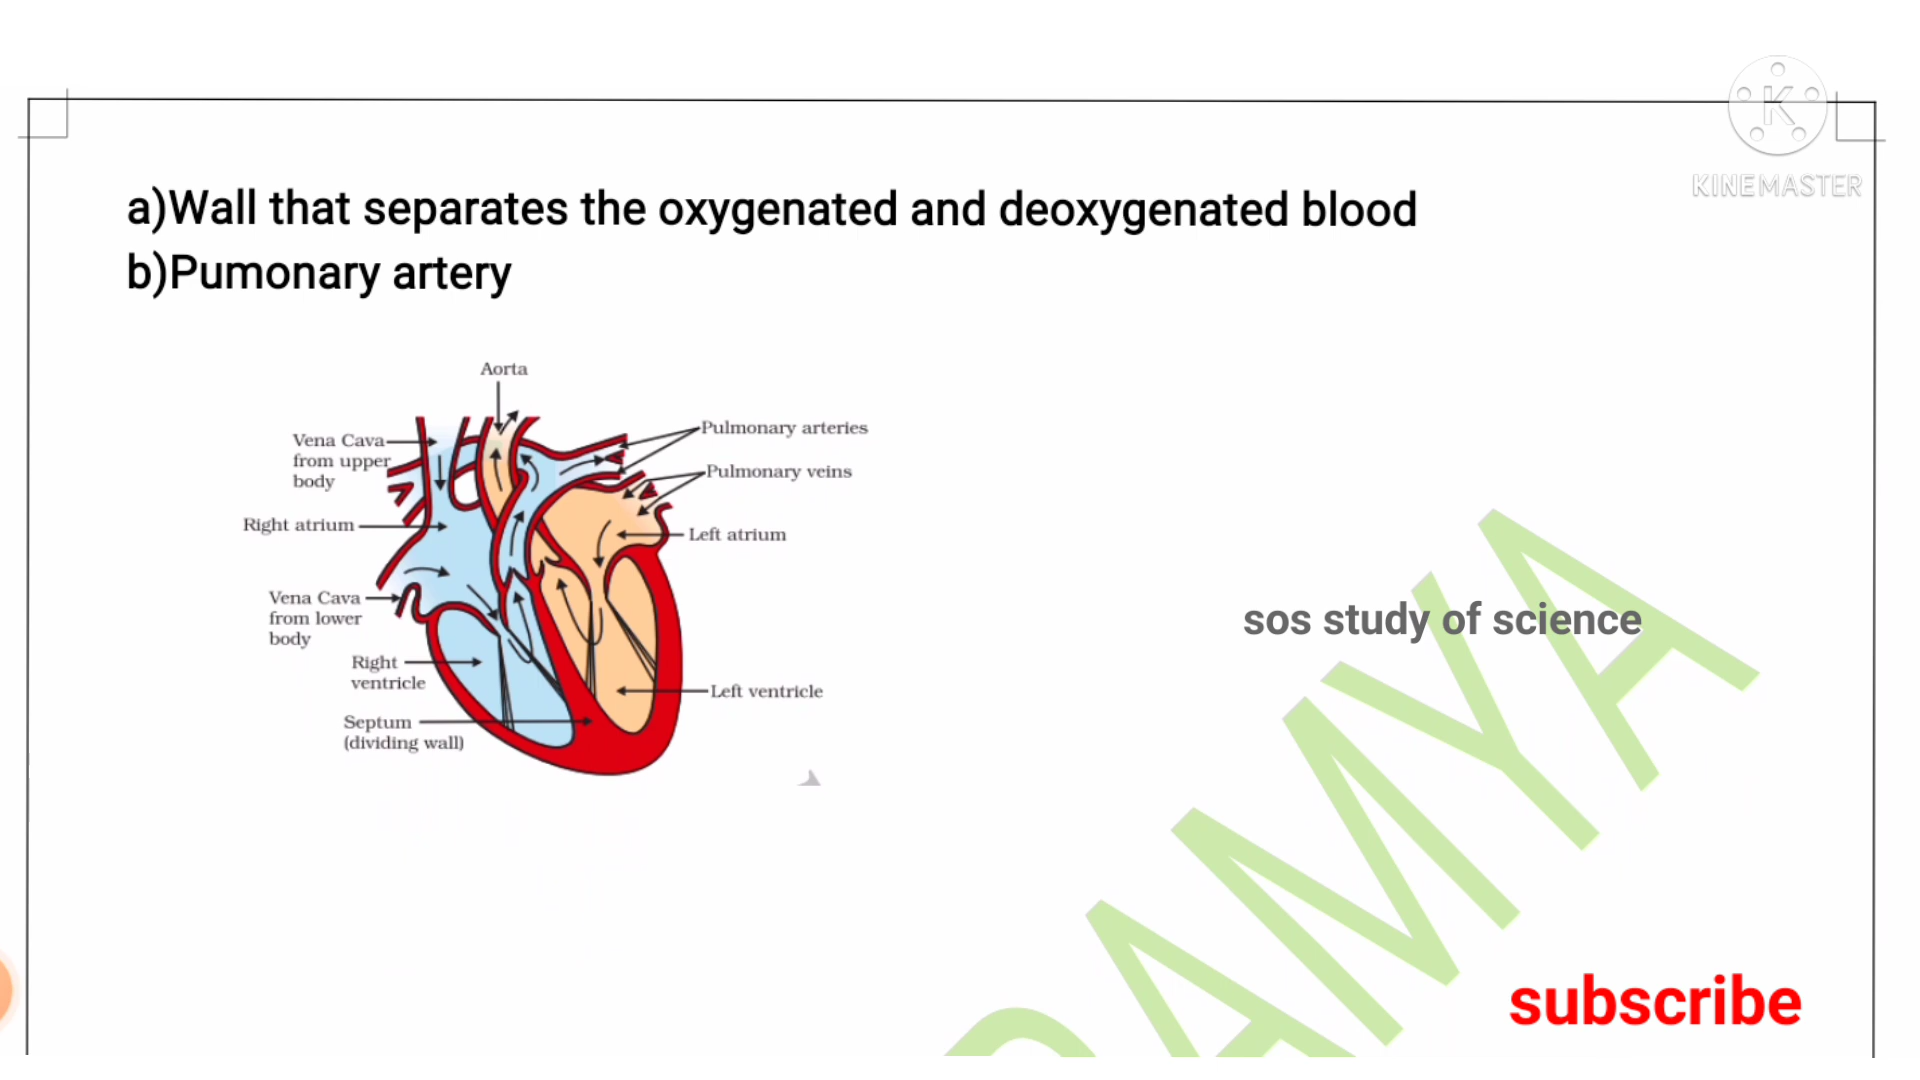 KINEMASTER
a)Wall that separates the oxygenated and deoxygenated blood
b)Pumonary artery
Aorta
Pulmonary arteries
Vena Cava
from upper
body
Pulmonary veins
Right atrium
Left atrium
Vena Cava
from lower
body
Right
ventricle
Left ventricle
Septum
(dividing wall)
sos study of science
subscribe